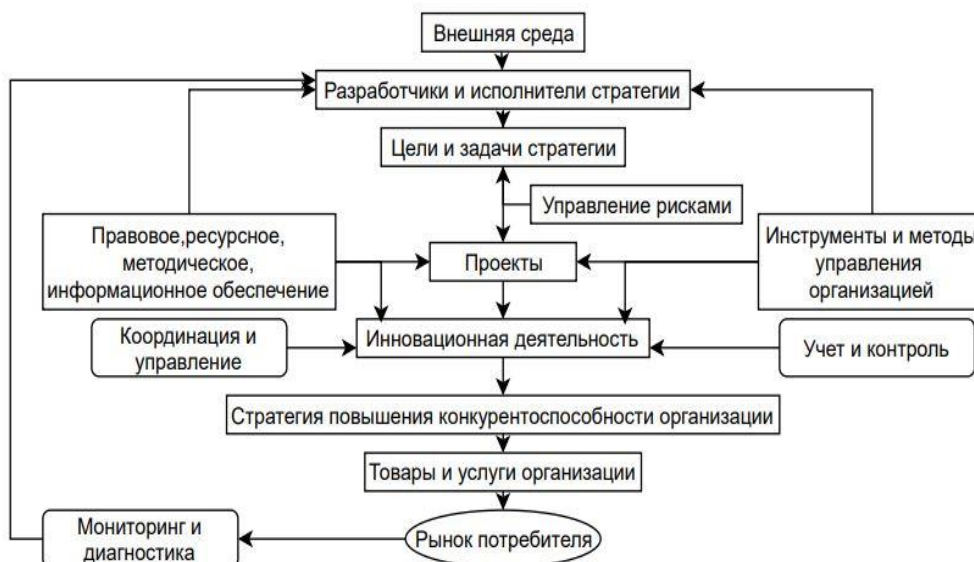 Внешняя среда
Разработчики и исполнители стратегии
Цели и задачи стратегии
Управление рисками
Правовое,ресурсное,
методическое,
информационное обеспечение
Проекты
Инструменты и методы
управления
организацией
Координация и
управление
Инновационная деятельность
Учет и контроль
Стратегия повышения конкурентоспособности организации
Товары и услуги организации
Мониторинг и
диагностика
Рынок потребителя